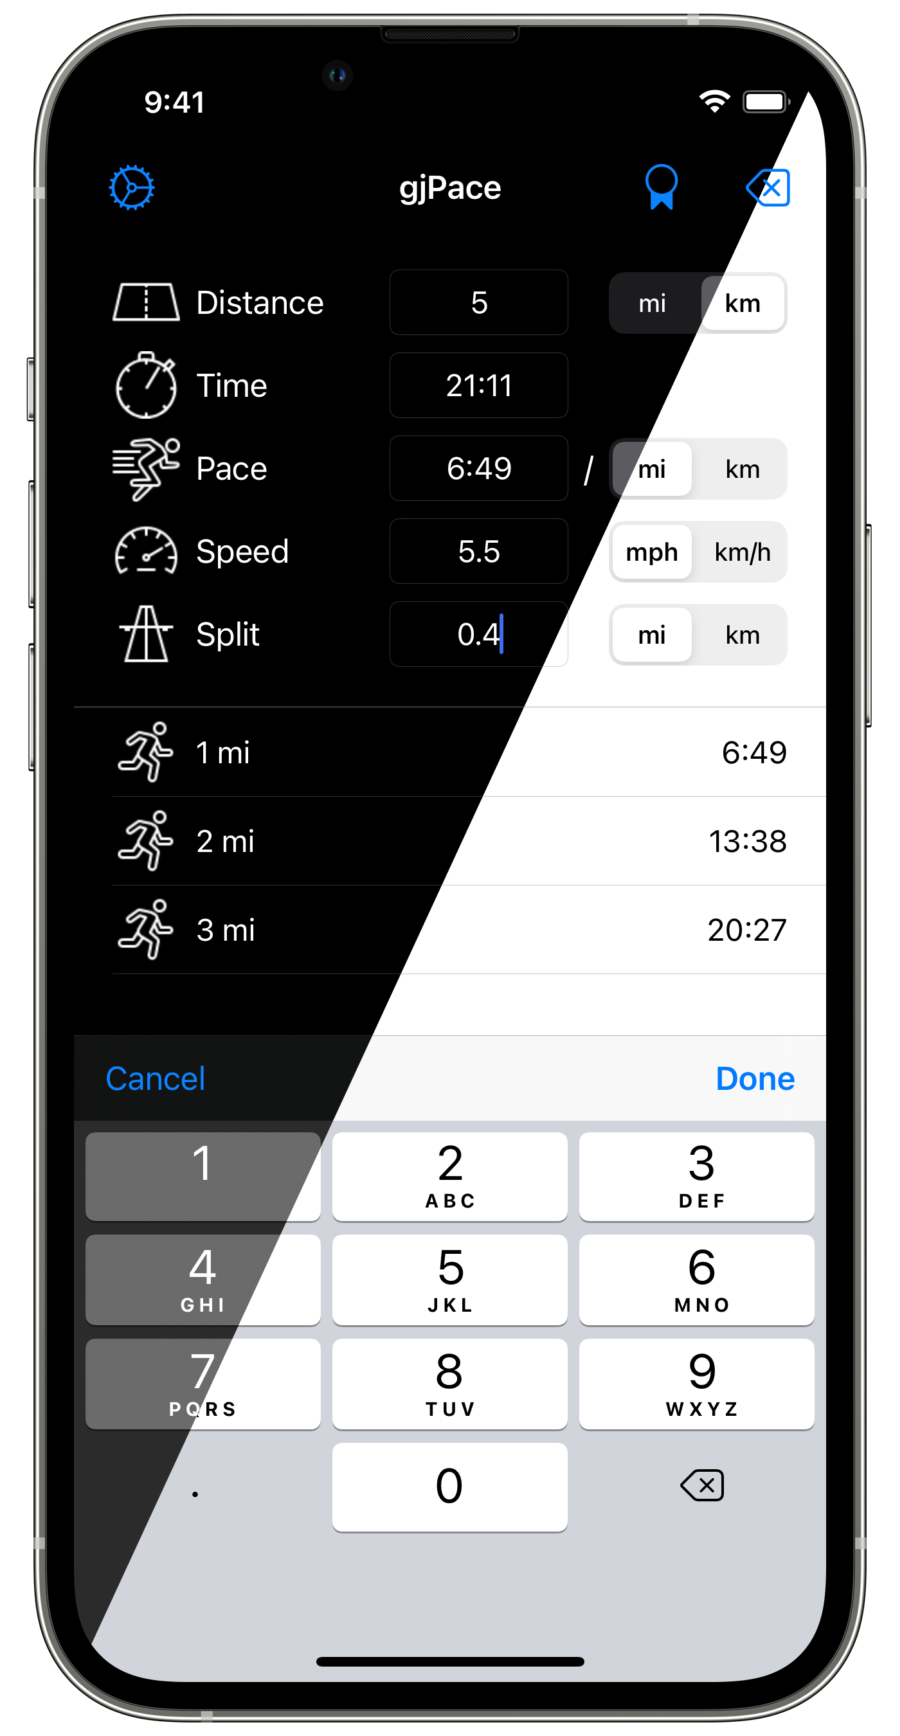 9:41
gjPace
Distance 5 mi km
Time 21:11
Pace 6:49 / mi km
Speed 5.5 mph km/h
Split 0.4 mi km
1 mi 6:49
2 mi 13:38
3 mi 20:27
Cancel Done
1 2 3
ABC DEF
4 5 6
GHI JKL MNO
7 8 9
PQRS TUV WXYZ
. 0